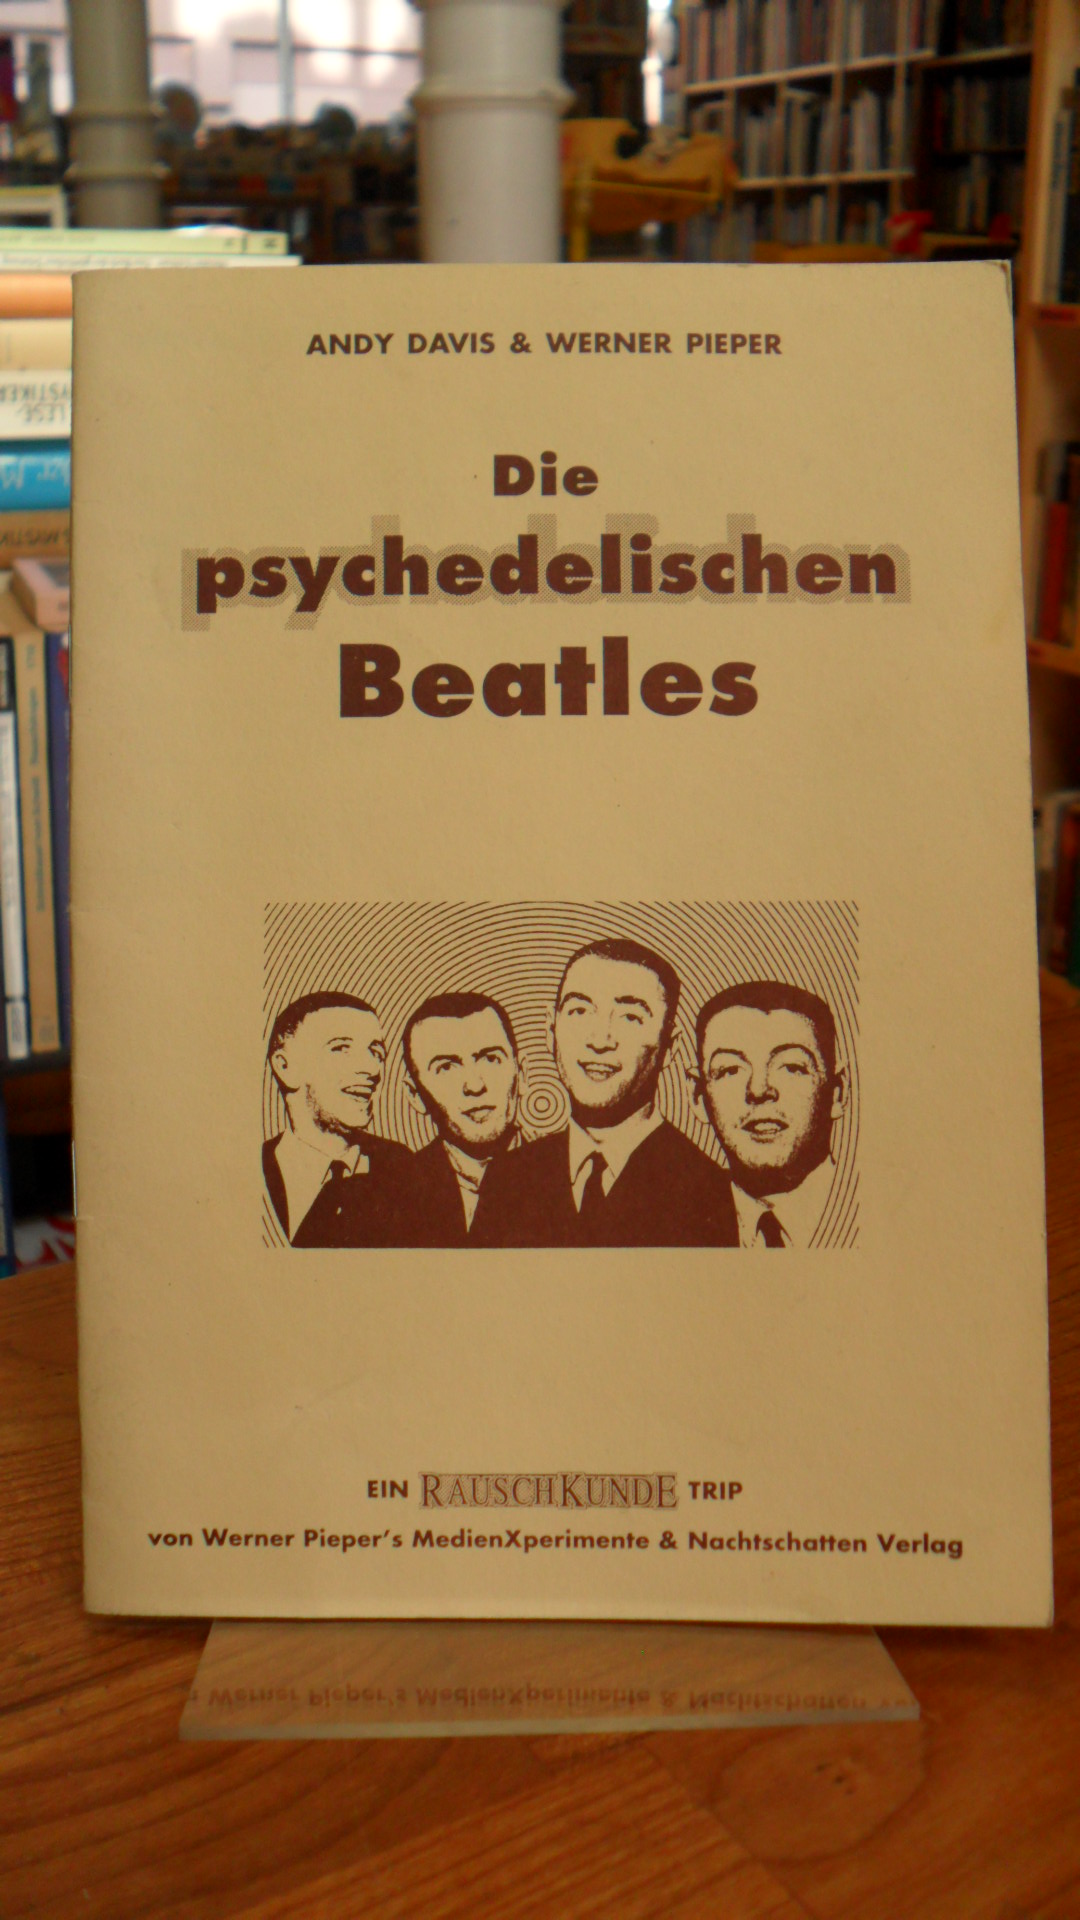 ANDY DAVIS & WERNER PIEPER
Die
psychedelischen
Beatles
EIN RAUSCHKUNDE TRIP
von Werner Pieper's MedienXperimente & Nachtschatten Verlag